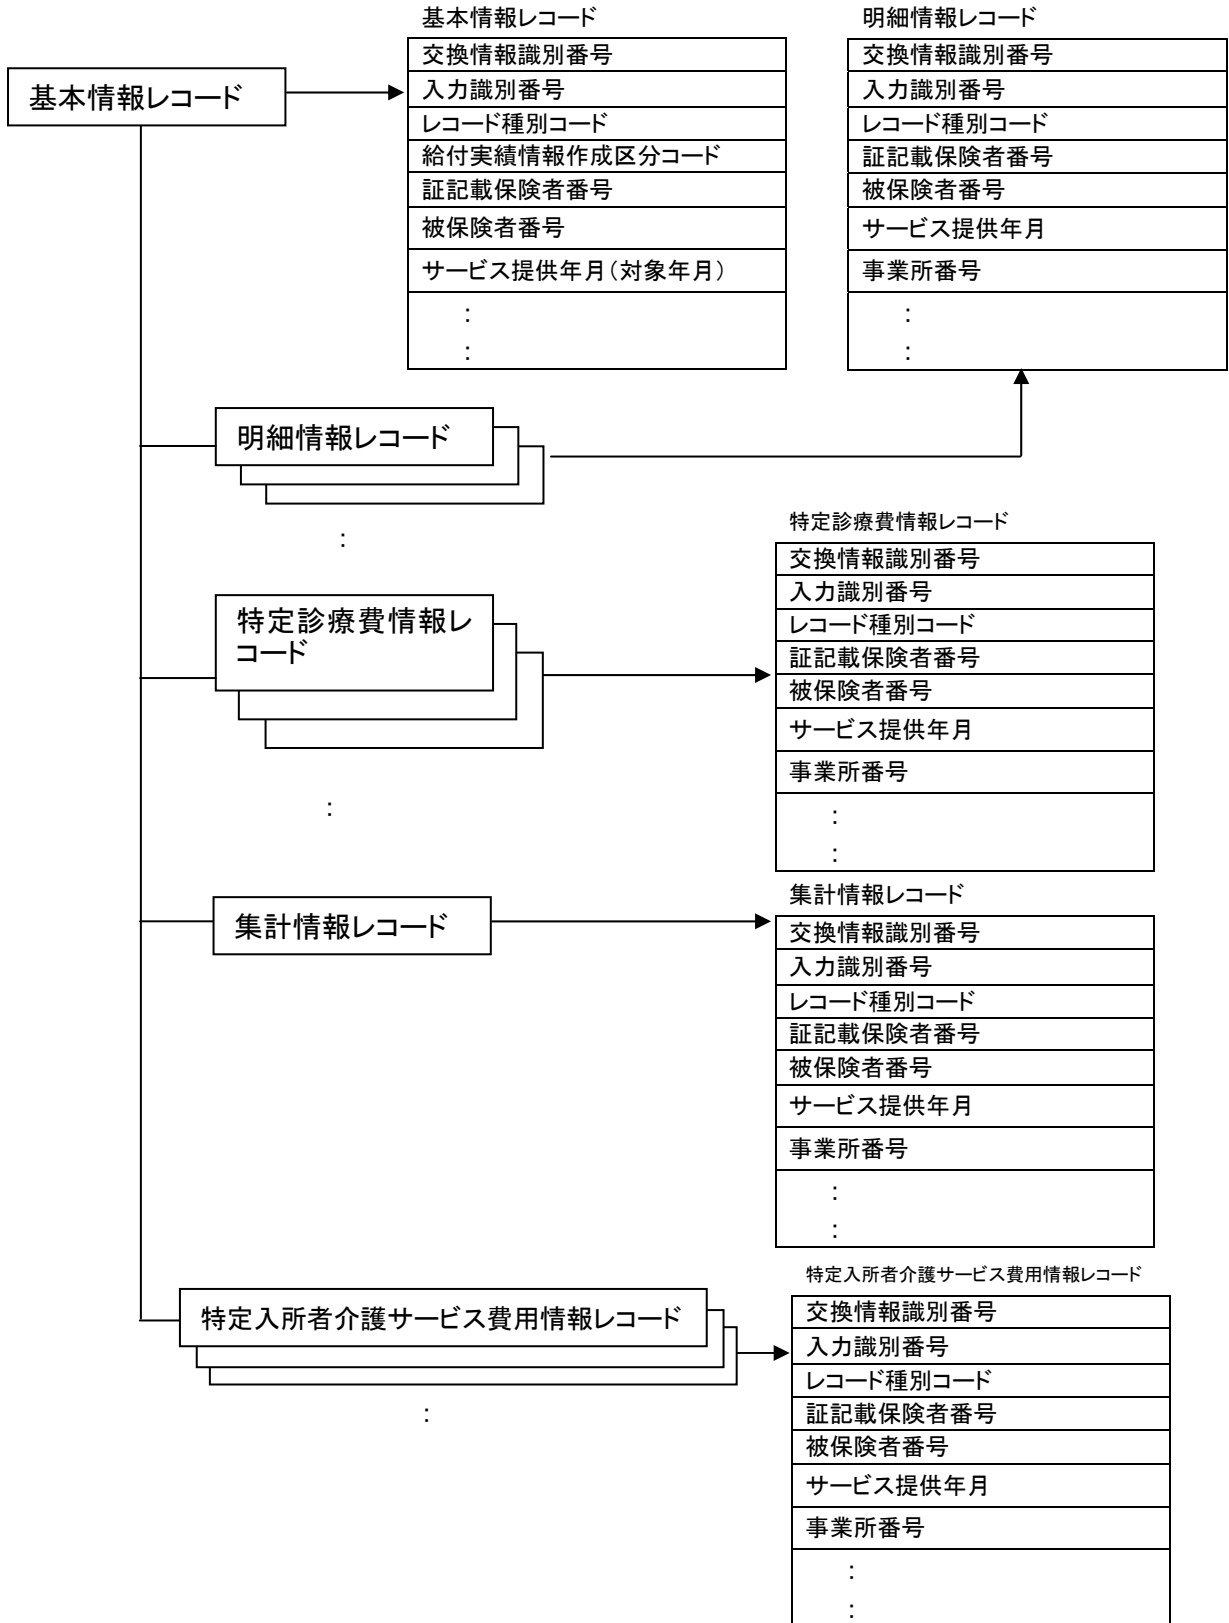 基本情報レコード
基本情報レコード
交換情報識別番号
入力識別番号
レコード種別コード
給付実績情報作成区分コード
証記載保険者番号
被保険者番号
サービス提供年月（対象年月）
：
：
明細情報レコード
交換情報識別番号
入力識別番号
レコード種別コード
証記載保険者番号
被保険者番号
サービス提供年月
事業所番号
：
：
明細情報レコード
：
特定診療費情報レ
コード
：
特定診療費情報レコード
交換情報識別番号
入力識別番号
レコード種別コード
証記載保険者番号
被保険者番号
サービス提供年月
事業所番号
：
：
集計情報レコード
集計情報レコード
交換情報識別番号
入力識別番号
レコード種別コード
証記載保険者番号
被保険者番号
サービス提供年月
事業所番号
：
：
特定入所者介護サービス費用情報レコード
：
特定入所者介護サービス費用情報レコード
交換情報識別番号
入力識別番号
レコード種別コード
証記載保険者番号
被保険者番号
サービス提供年月
事業所番号
：
：